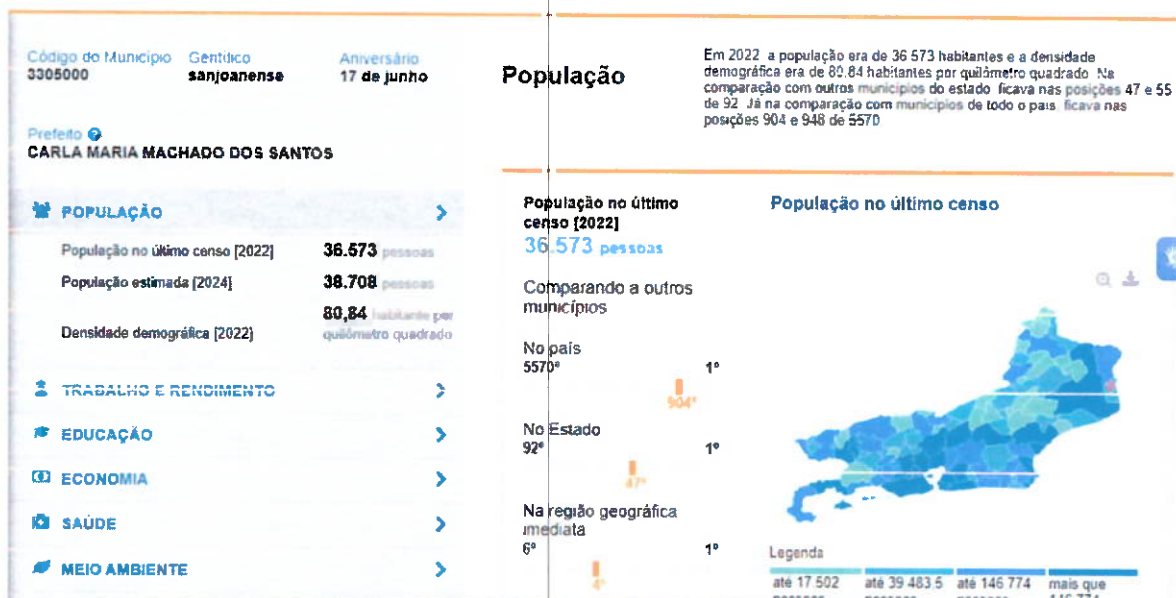 Código do Município Gentílico Aniversário
3305000 sanjoanense 17 de junho
Prefeito
CARLA MARIA MACHADO DOS SANTOS
POPULAÇÃO
População no último censo [2022] 36.573 pessoas
População estimada [2024] 38.708 pessoas
Densidade demográfica [2022] 80,84 habitante por
quilômetro quadrado
TRABALHO E RENDIMENTO
EDUCAÇÃO
ECONOMIA
SAÚDE
MEIO AMBIENTE
População
Em 2022, a população era de 36.573 habitantes e a densidade
demográfica era de 80,84 habitantes por quilômetro quadrado. Na
comparação com outros municípios do estado, ficava nas posições 47 e 55
de 92. Já na comparação com municípios de todo o país, ficava nas
posições 904 e 948 de 5570
População no último
censo [2022]
36.573 pessoas
Comparando a outros
municípios
No país
5570º 1º
904º
No Estado
92º 1º
47º
Na região geográfica
imediata
6º 1º
4º
População no último censo
Legenda
até 17.502 até 39.483,5 até 146.774 mais que